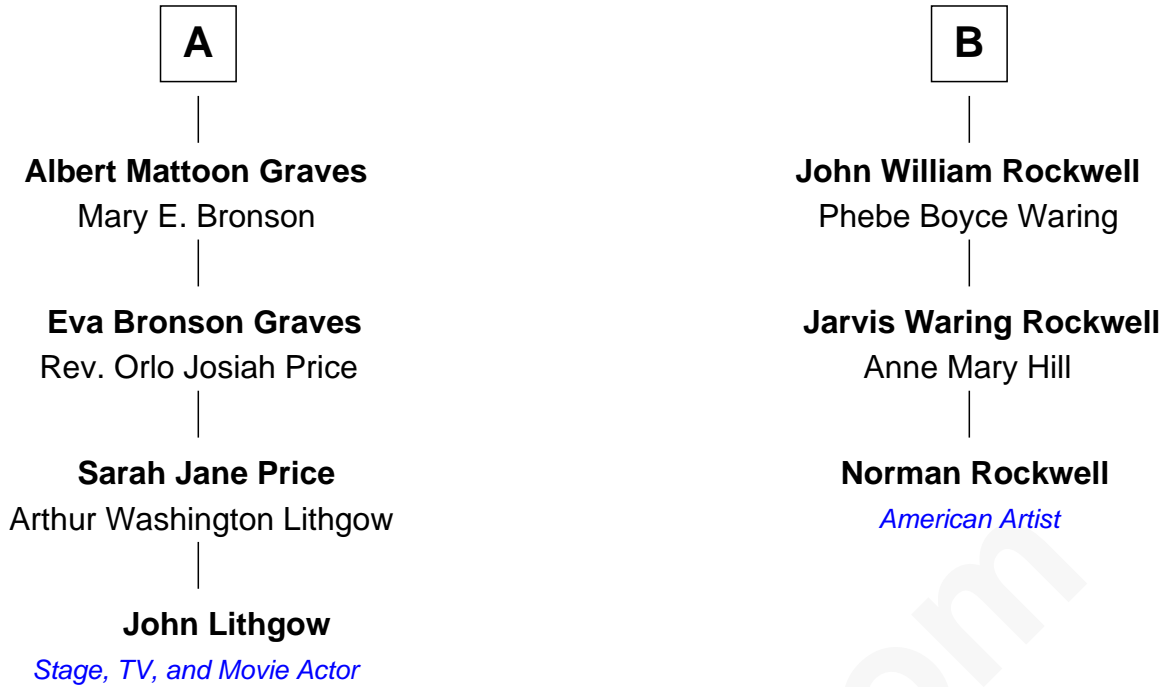 A
Albert Mattoon Graves
Mary E. Bronson
Eva Bronson Graves
Rev. Orlo Josiah Price
Sarah Jane Price
Arthur Washington Lithgow
John Lithgow
Stage, TV, and Movie Actor
B
John William Rockwell
Phebe Boyce Waring
Jarvis Waring Rockwell
Anne Mary Hill
Norman Rockwell
American Artist
om